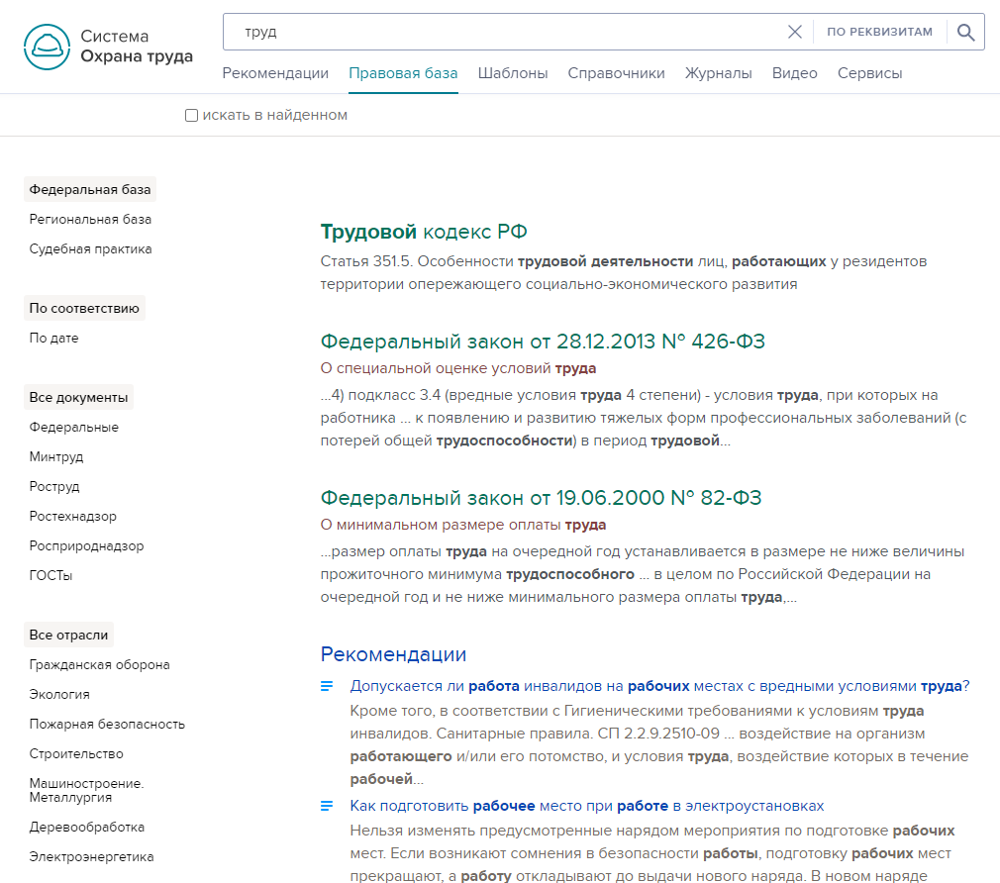 Система
Охрана труда
труд
ПО РЕКВИЗИТАМ
Рекомендации Правовая база Шаблоны Справочники Журналы Видео Сервисы
искать в найденном
Федеральная база
Региональная база
Судебная практика
По соответствию
По дате
Все документы
Федеральные
Минтруд
Роструд
Ростехнадзор
Росприроднадзор
ГОСТы
Все отрасли
Гражданская оборона
Экология
Пожарная безопасность
Строительство
Машиностроение.
Металлургия
Деревообработка
Электроэнергетика
Трудовой кодекс РФ
Статья 351.5. Особенности трудовой деятельности лиц, работающих у резидентов
территории опережающего социально-экономического развития
Федеральный закон от 28.12.2013 № 426-ФЗ
О специальной оценке условий труда
...4) подкласс 3.4 (вредные условия труда 4 степени) - условия труда, при которых на
работника ... к появлению и развитию тяжелых форм профессиональных заболеваний (с
потерей общей трудоспособности) в период трудовой...
Федеральный закон от 19.06.2000 № 82-ФЗ
О минимальном размере оплаты труда
...размер оплаты труда на очередной год устанавливается в размере не ниже величины
прожиточного минимума трудоспособного ... в целом по Российской Федерации на
очередной год и не ниже минимального размера оплаты труда,...
Рекомендации
Допускается ли работа инвалидов на рабочих местах с вредными условиями труда?
Кроме того, в соответствии с Гигиеническими требованиями к условиям труда
инвалидов. Санитарные правила. СП 2.2.9.2510-09 ... воздействие на организм
работающего и/или его потомство, и условия труда, воздействие которых в течение
рабочей...
Как подготовить рабочее место при работе в электроустановках
Нельзя изменять предусмотренные нарядом мероприятия по подготовке рабочих
мест. Если возникают сомнения в безопасности работы, подготовку рабочих мест
прекращают, а работу откладывают до выдачи нового наряда. В новом наряде